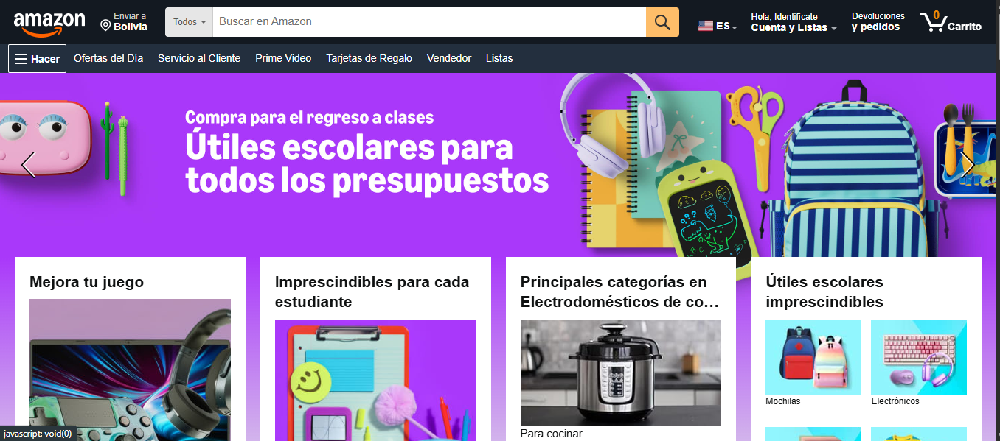 amazon
Enviar a
Bolivia
Todos
Buscar en Amazon
ES
Hola, Identifícate
Cuenta y Listas
Devoluciones
y pedidos
0
Carrito
Hacer
Ofertas del Día
Servicio al Cliente
Prime Video
Tarjetas de Regalo
Vendedor
Listas
Compra para el regreso a clases
Útiles escolares para
todos los presupuestos
Mejora tu juego
Imprescindibles para cada
estudiante
Principales categorías en
Electrodomésticos de co…
Útiles escolares
imprescindibles
Mochilas
Electrónicos
Para cocinar
javascript: void(0)